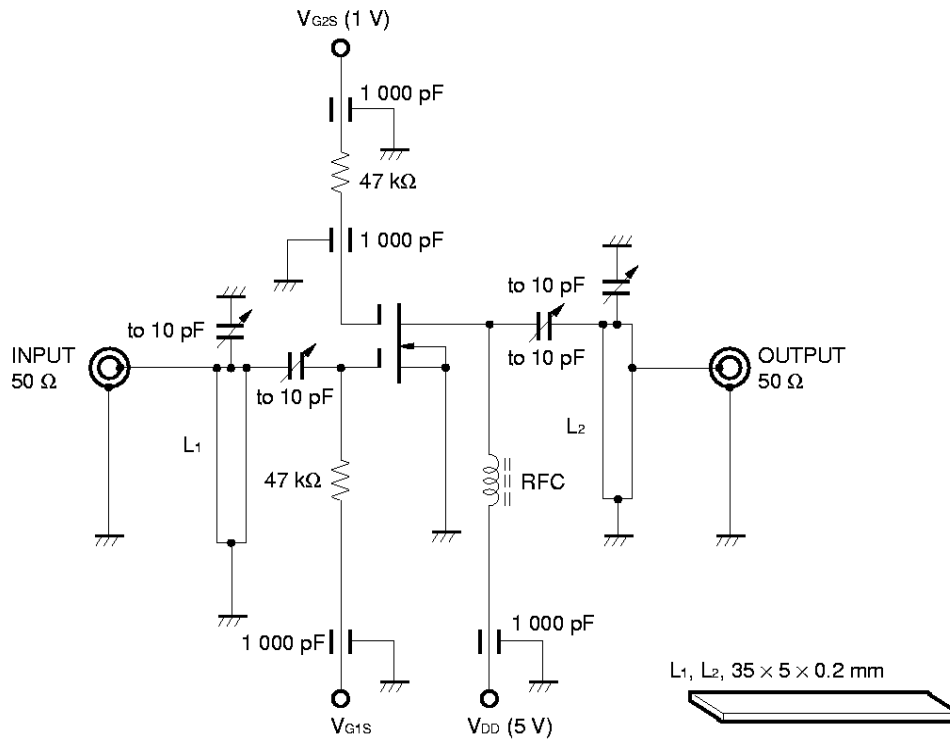 VG2S (1 V)
1 000 pF
47 kΩ
1 000 pF
to 10 pF
to 10 pF
INPUT
50 Ω
to 10 pF
to 10 pF
OUTPUT
50 Ω
L1
47 kΩ
RFC
L2
1 000 pF
1 000 pF
VG1S
VDD (5 V)
L1, L2, 35 × 5 × 0.2 mm